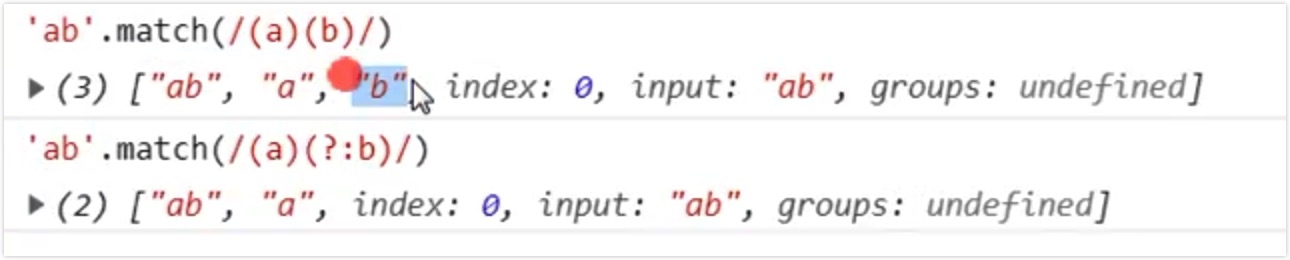 'ab'.match(/(a)(b)/)
▶ (3) ["ab", "a", "b", index: 0, input: "ab", groups: undefined]
'ab'.match(/(a)(?:b)/)
▶ (2) ["ab", "a", index: 0, input: "ab", groups: undefined]